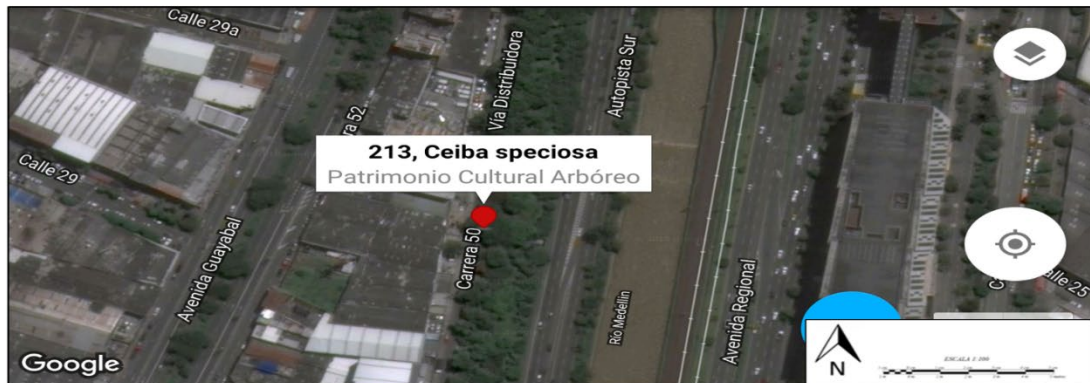 Calle 29a
Vía Distribuidora
Autopista Sur
ra 52.
213, Ceiba speciosa
Patrimonio Cultural Arbóreo
Calle 29
Avenida Guayabal
Carrera 50
Río Medellín
Avenida Regional
C
alle 25
Google
N
ESCALA 1:500